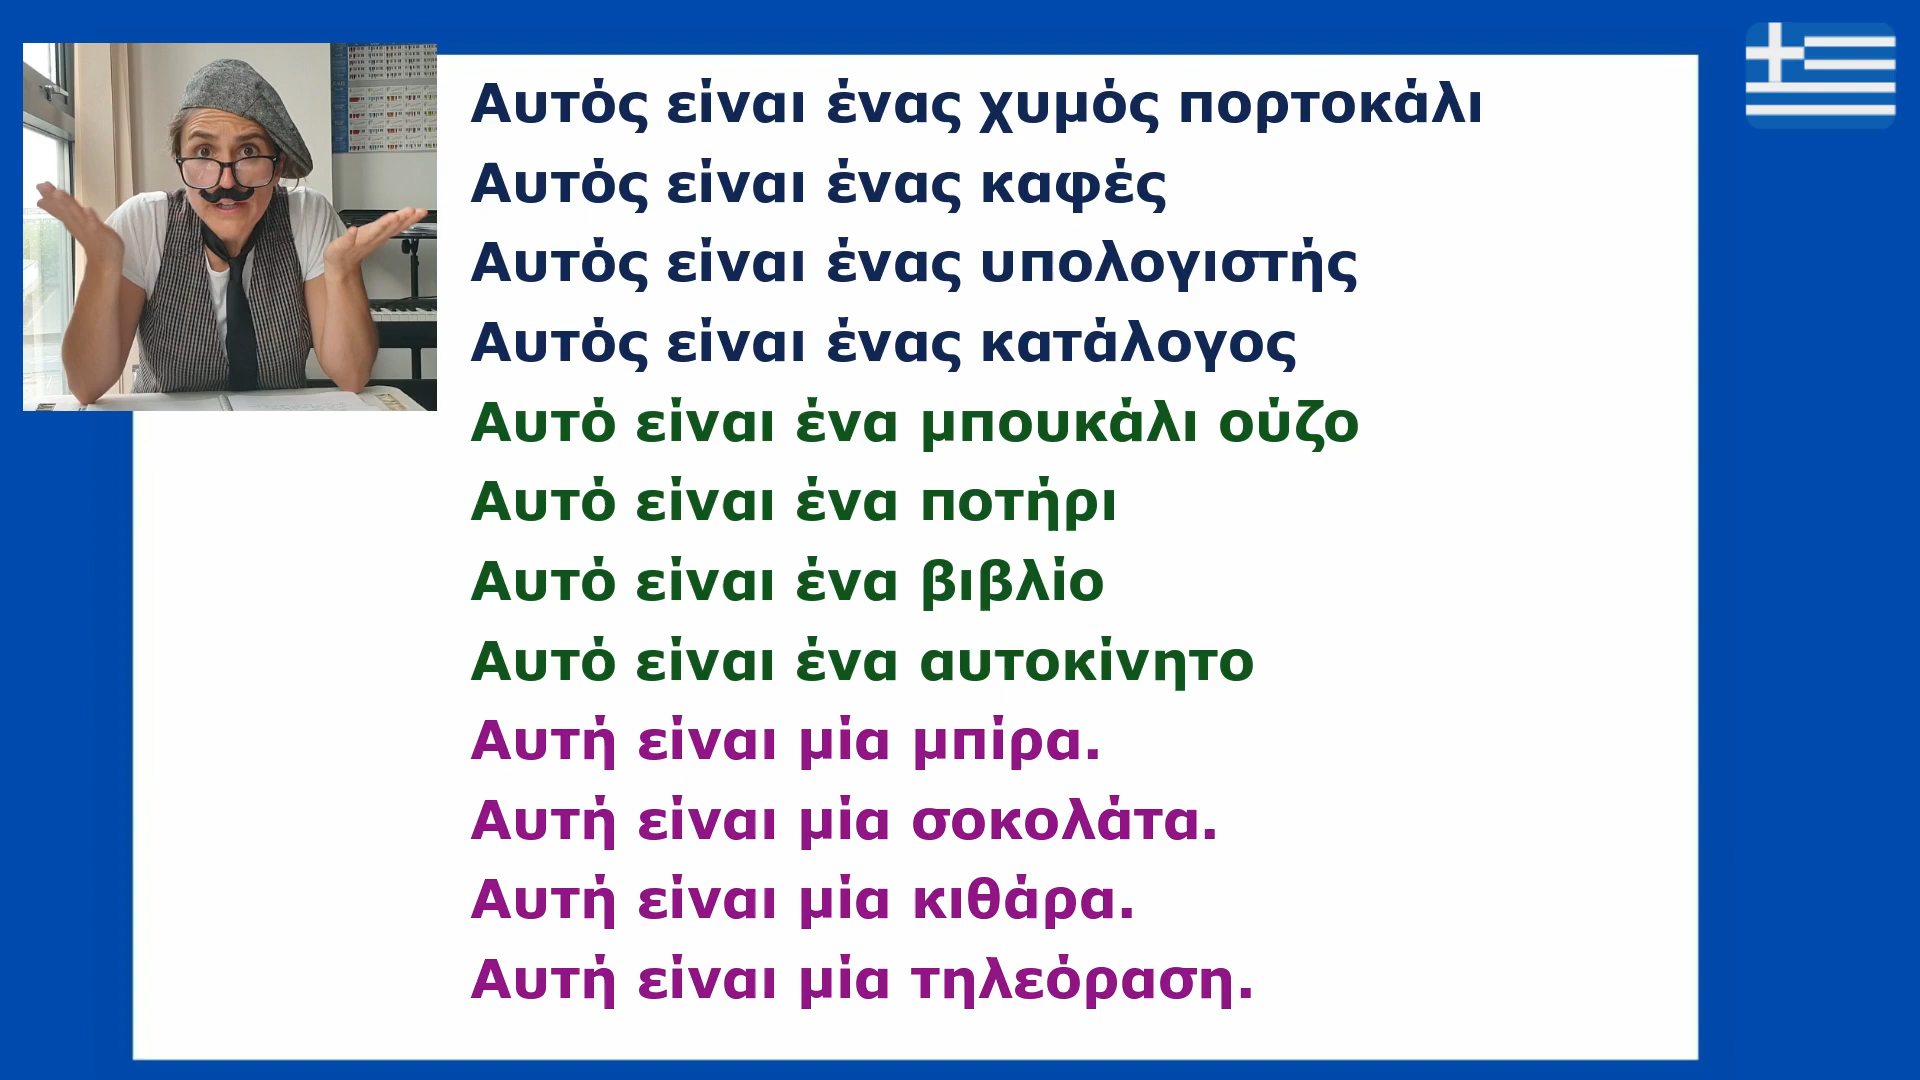 Αυτός είναι ένας χυμός πορτοκάλι
Αυτός είναι ένας καφές
Αυτός είναι ένας υπολογιστής
Αυτός είναι ένας κατάλογος
Αυτό είναι ένα μπουκάλι ούζο
Αυτό είναι ένα ποτήρι
Αυτό είναι ένα βιβλίο
Αυτό είναι ένα αυτοκίνητο
Αυτή είναι μία μπίρα.
Αυτή είναι μία σοκολάτα.
Αυτή είναι μία κιθάρα.
Αυτή είναι μία τηλεόραση.